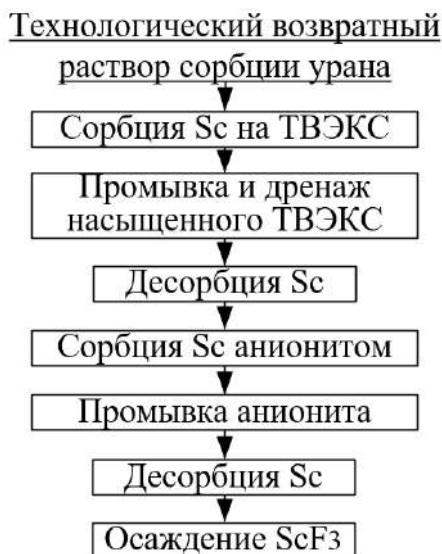 Технологический возвратный
раствор сорбции урана
Сорбция Sc на ТВЭКС
Промывка и дренаж
насыщенного ТВЭКС
Десорбция Sc
Сорбция Sc анионитом
Промывка анионита
Десорбция Sc
Осаждение ScF3